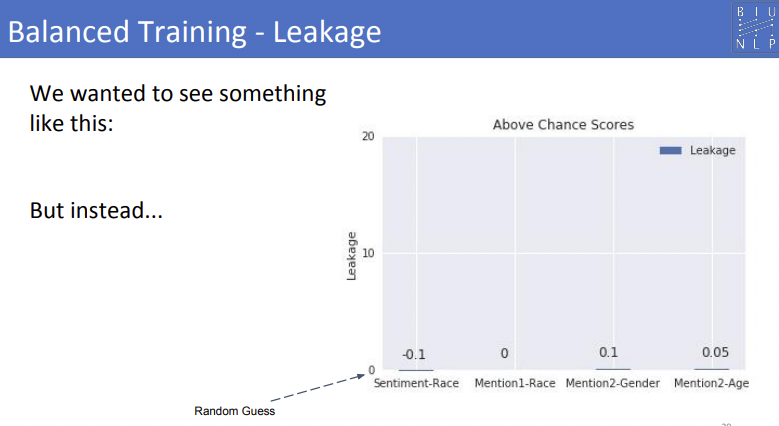 Balanced Training - Leakage
B I U
N L P
We wanted to see something
like this:
But instead...
Above Chance Scores
20
Leakage
Leakage
10
-0.1
0
0.1
0.05
0
Sentiment-Race
Mention1-Race
Mention2-Gender
Mention2-Age
Random Guess